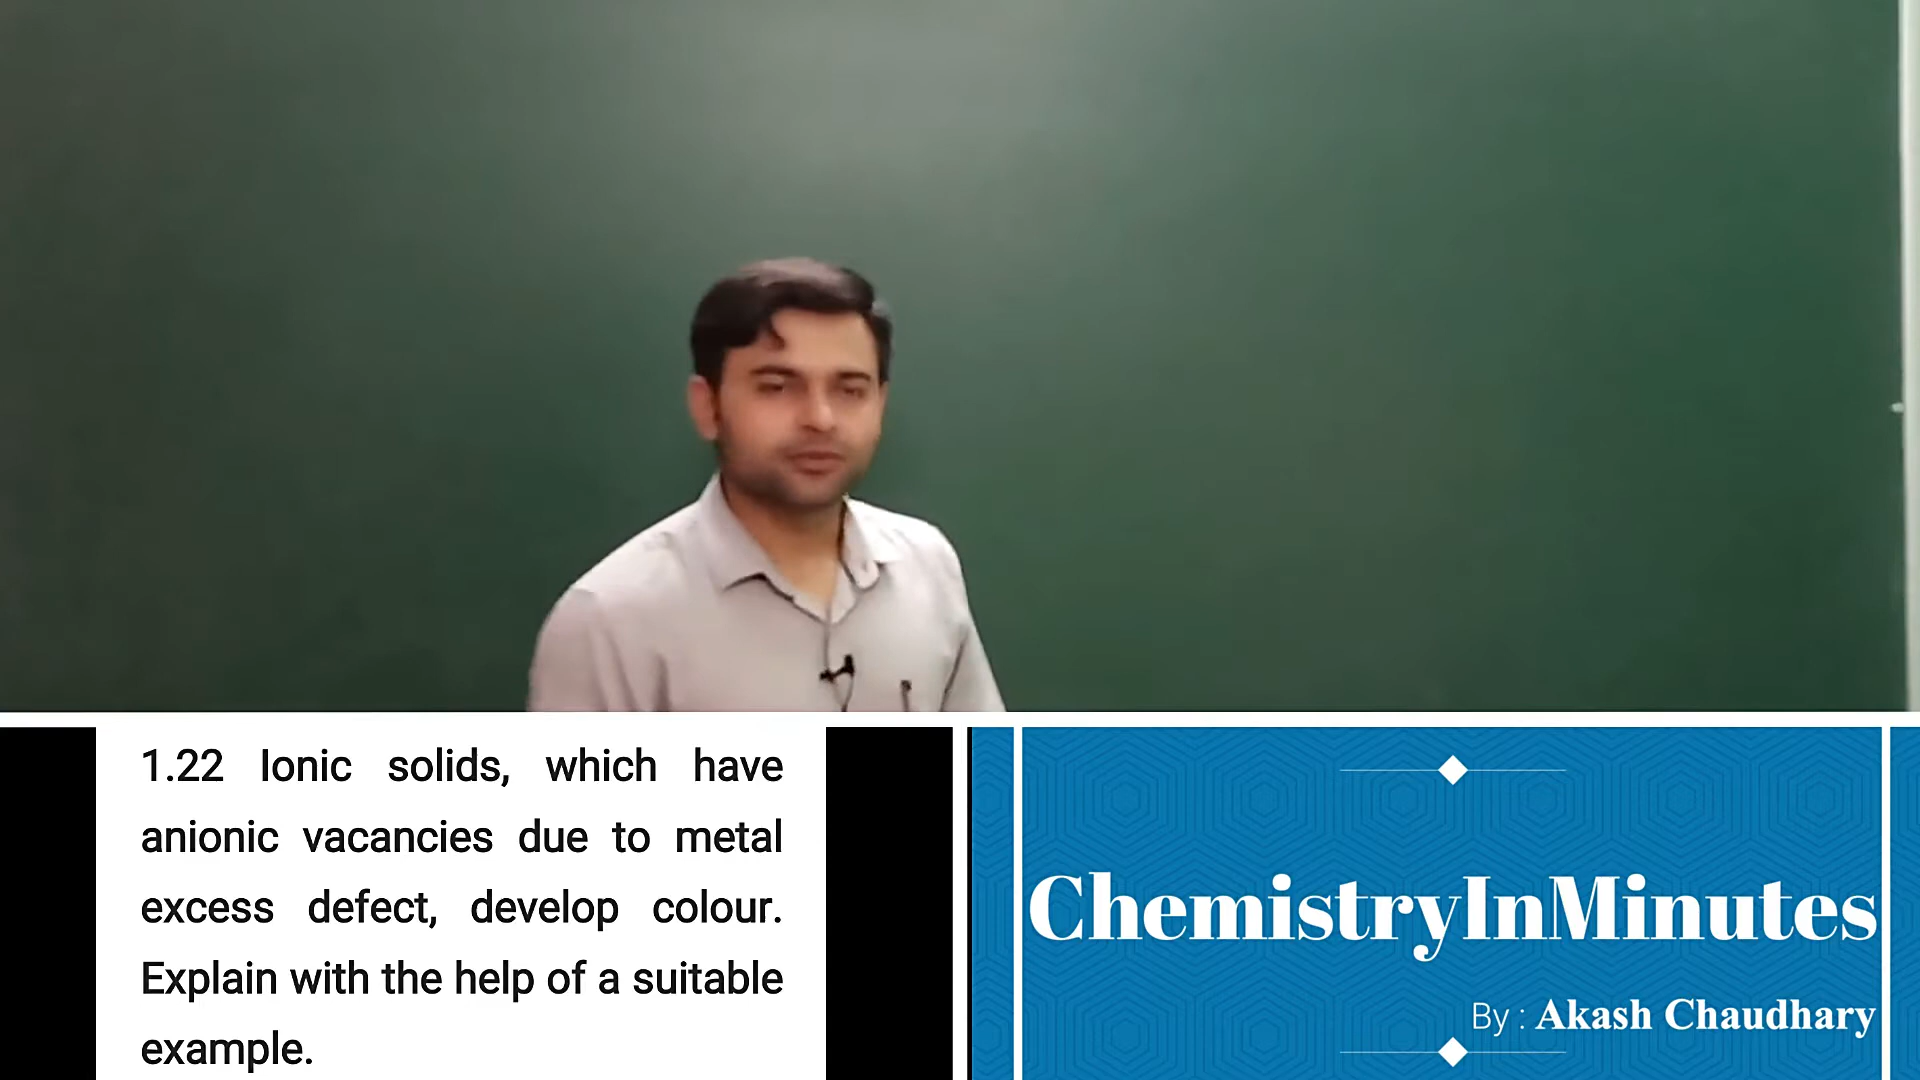 1.22 Ionic solids, which have
anionic vacancies due to metal
excess defect, develop colour.
Explain with the help of a suitable
example.
ChemistryInMinutes
By : Akash Chaudhary